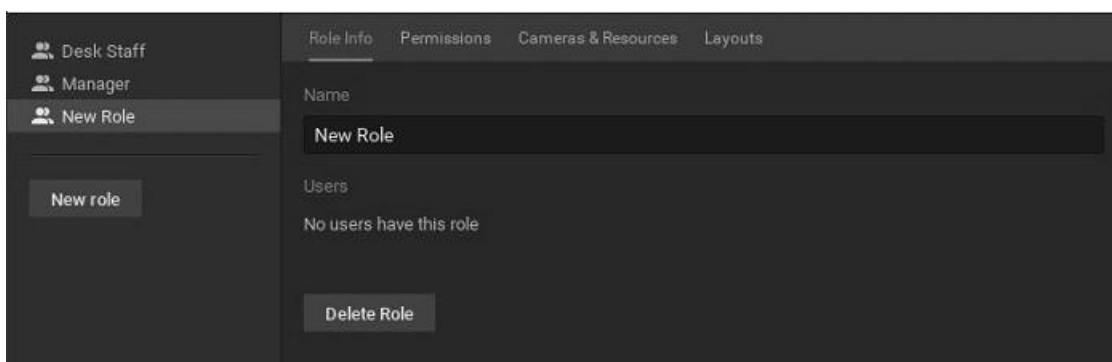 Desk Staff
Manager
New Role
New role
Role Info Permissions Cameras & Resources Layouts
Name
New Role
Users
No users have this role
Delete Role